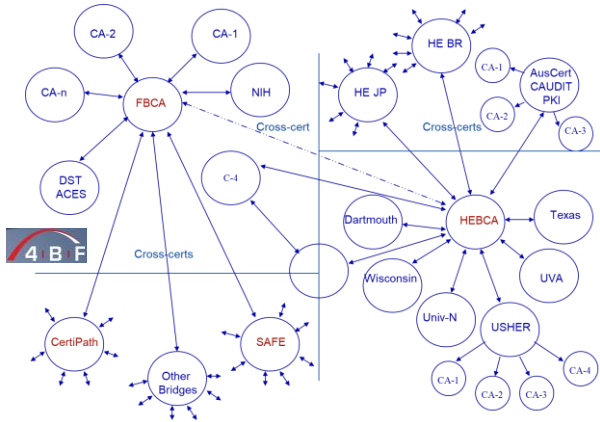 CA-2
CA-1
CA-n
FBCA
NIH
DST
ACES
Cross-cert
C-4
HE BR
HE JP
CA-1
AusCert
CAUDIT
PKI
CA-2
CA-3
Cross-certs
HEBCA
Dartmouth
Texas
Wisconsin
UVA
Univ-N
USHER
CA-1
CA-2
CA-3
CA-4
4BF
Cross-certs
CertiPath
SAFE
Other
Bridges